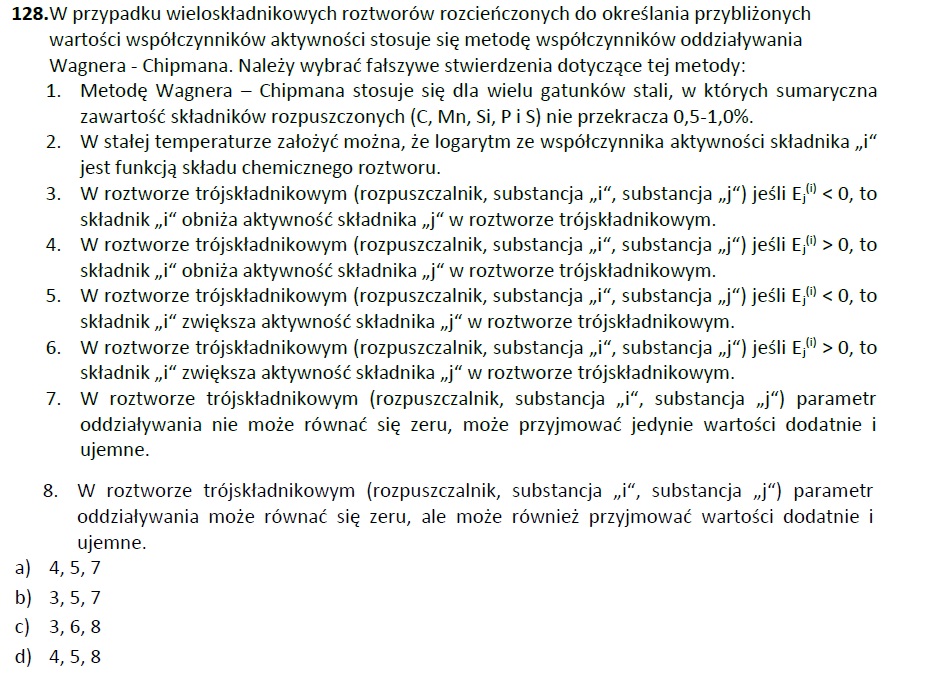 128.W przypadku wieloskładnikowych roztworów rozcieńczonych do określania przybliżonych
wartości współczynników aktywności stosuje się metodę współczynników oddziaływania
Wagnera - Chipmana. Należy wybrać fałszywe stwierdzenia dotyczące tej metody:
1. Metodę Wagnera – Chipmana stosuje się dla wielu gatunków stali, w których sumaryczna
zawartość składników rozpuszczonych (C, Mn, Si, P i S) nie przekracza 0,5-1,0%.
2. W stałej temperaturze założyć można, że logarytm ze współczynnika aktywności składnika „i“
jest funkcją składu chemicznego roztworu.
3. W roztworze trójskładnikowym (rozpuszczalnik, substancja „i“, substancja „j“) jeśli Eⱼ⁽ⁱ⁾ < 0, to
składnik „i“ obniża aktywność składnika „j“ w roztworze trójskładnikowym.
4. W roztworze trójskładnikowym (rozpuszczalnik, substancja „i“, substancja „j“) jeśli Eⱼ⁽ⁱ⁾ > 0, to
składnik „i“ obniża aktywność składnika „j“ w roztworze trójskładnikowym.
5. W roztworze trójskładnikowym (rozpuszczalnik, substancja „i“, substancja „j“) jeśli Eⱼ⁽ⁱ⁾ < 0, to
składnik „i“ zwiększa aktywność składnika „j“ w roztworze trójskładnikowym.
6. W roztworze trójskładnikowym (rozpuszczalnik, substancja „i“, substancja „j“) jeśli Eⱼ⁽ⁱ⁾ > 0, to
składnik „i“ zwiększa aktywność składnika „j“ w roztworze trójskładnikowym.
7. W roztworze trójskładnikowym (rozpuszczalnik, substancja „i“, substancja „j“) parametr
oddziaływania nie może równać się zeru, może przyjmować jedynie wartości dodatnie i
ujemne.
8. W roztworze trójskładnikowym (rozpuszczalnik, substancja „i“, substancja „j“) parametr
oddziaływania może równać się zeru, ale może również przyjmować wartości dodatnie i
ujemne.
a) 4, 5, 7
b) 3, 5, 7
c) 3, 6, 8
d) 4, 5, 8